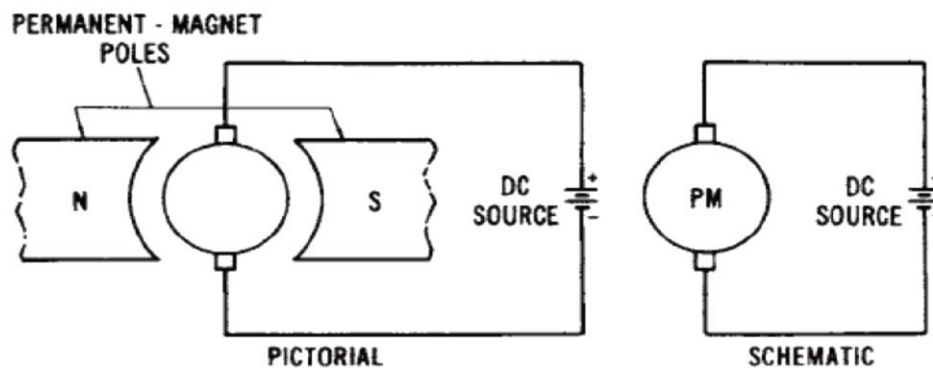 PERMANENT - MAGNET
POLES
N
S
DC
SOURCE
+
−
PICTORIAL
PM
DC
SOURCE
SCHEMATIC